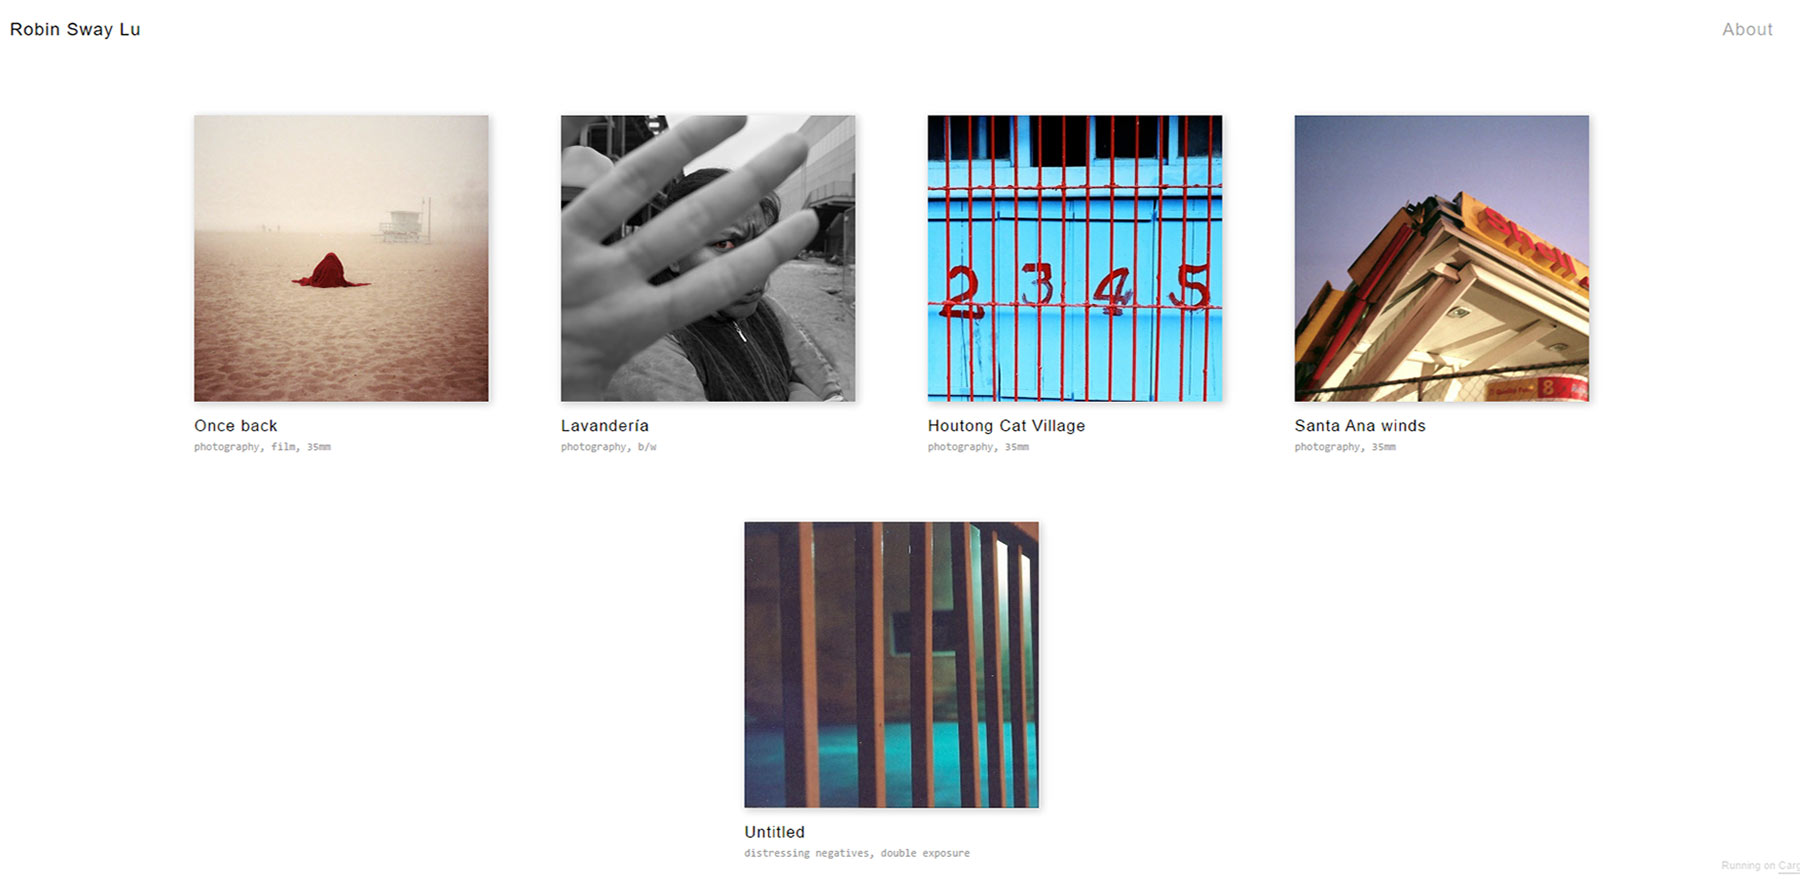 Robin Sway Lu
About
2 3 4 5
Shell
8
Once back
photography, film, 35mm
Lavandería
photography, b/w
Houtong Cat Village
photography, 35mm
Santa Ana winds
photography, 35mm
Untitled
distressing negatives, double exposure
Running on Carg